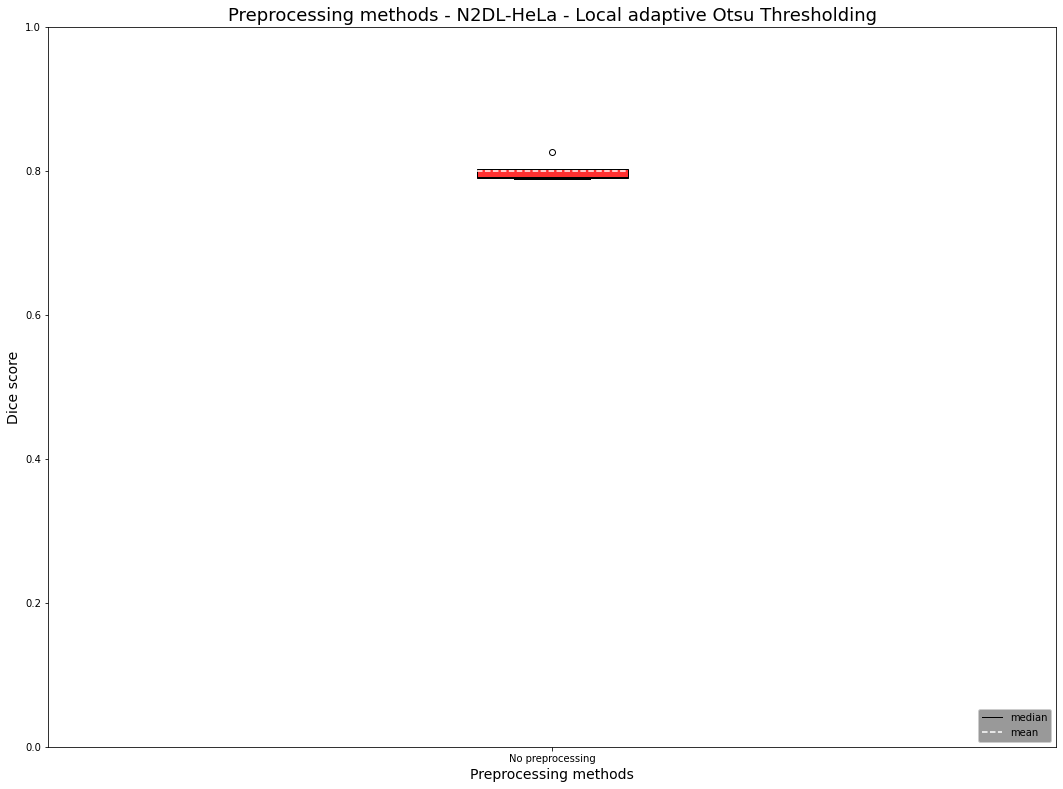 Preprocessing methods - N2DL-HeLa - Local adaptive Otsu Thresholding
1.0
0.8
0.6
0.4
0.2
0.0
Dice score
median
mean
No preprocessing
Preprocessing methods